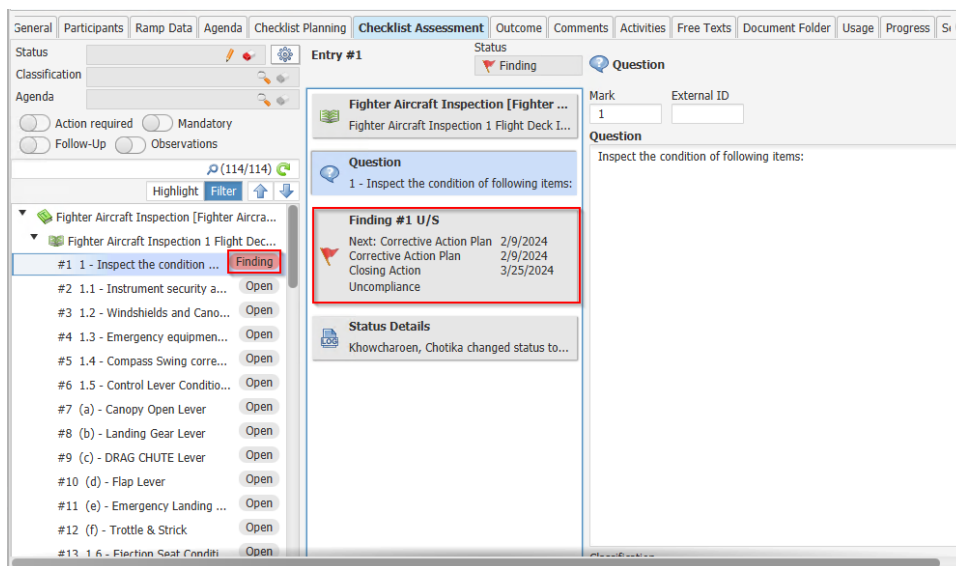 General Participants Ramp Data Agenda Checklist Planning Checklist Assessment Outcome Comments Activities Free Texts Document Folder Usage Progress
Status
Classification
Agenda
Action required Mandatory
Follow-Up Observations
(114/114)
Highlight Filter
Fighter Aircraft Inspection [Fighter Aircra...
Fighter Aircraft Inspection 1 Flight Dec...
#1 1 - Inspect the condition ... Finding
#2 1.1 - Instrument security a... Open
#3 1.2 - Windshields and Cano... Open
#4 1.3 - Emergency equipmen... Open
#5 1.4 - Compass Swing corre... Open
#6 1.5 - Control Lever Conditio... Open
#7 (a) - Canopy Open Lever Open
#8 (b) - Landing Gear Lever Open
#9 (c) - DRAG CHUTE Lever Open
#10 (d) - Flap Lever Open
#11 (e) - Emergency Landing ... Open
#12 (f) - Trottle & Strick Open
#13 1.6 - Ejection Seat Conditi... Open
Entry #1
Status
Finding
Fighter Aircraft Inspection [Fighter ...
Fighter Aircraft Inspection 1 Flight Deck I...
Question
1 - Inspect the condition of following items:
Finding #1 U/S
Next: Corrective Action Plan 2/9/2024
Corrective Action Plan 2/9/2024
Closing Action 3/25/2024
Uncompliance
Status Details
LOG
Khowcharoen, Chotika changed status to...
Question
Mark External ID
1
Question
Inspect the condition of following items:
Classification